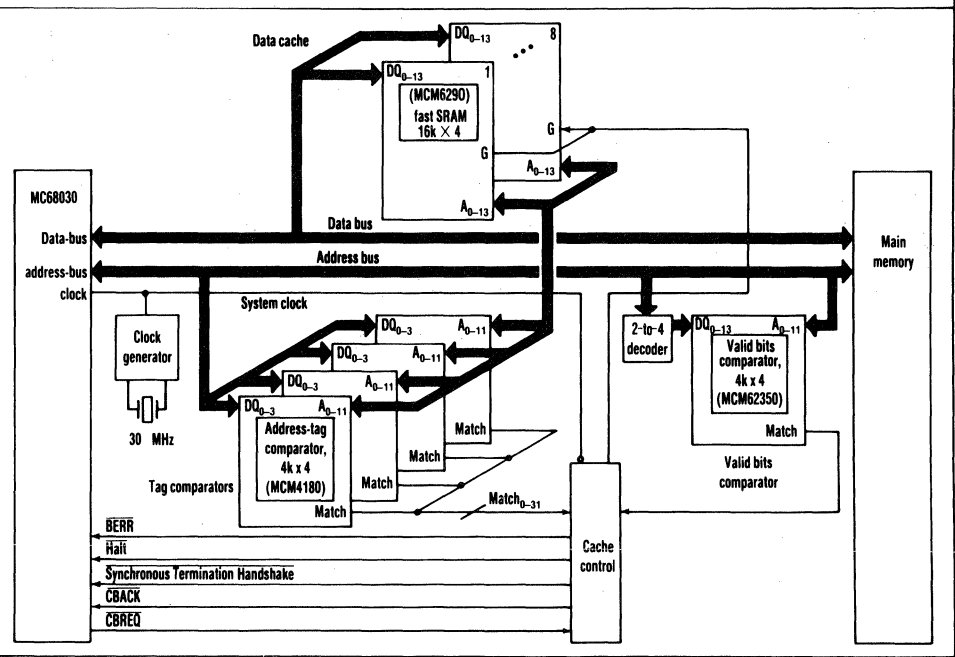 Data cache
DQ0–13 8
DQ0–13 1
(MCM6290)
fast SRAM
16k × 4
G
G
A0–13
A0–13
MC68030
Data-bus
Data bus
Main
memory
address-bus
Address bus
clock
System clock
Clock
generator
30 MHz
DQ0–3 A0–11
DQ0–3 A0–11
DQ0–3 A0–11
DQ0–3 A0–11
Address-tag
comparator,
4k x 4
(MCM4180)
Match
Match
Match
Match
Tag comparators
Match0–31
2-to-4
decoder
DQ0–13 A0–11
Valid bits
comparator,
4k x 4
(MCM62350)
Match
Valid bits
comparator
Cache
control
BERR
Halt
Synchronous Termination Handshake
CBACK
CBREQ